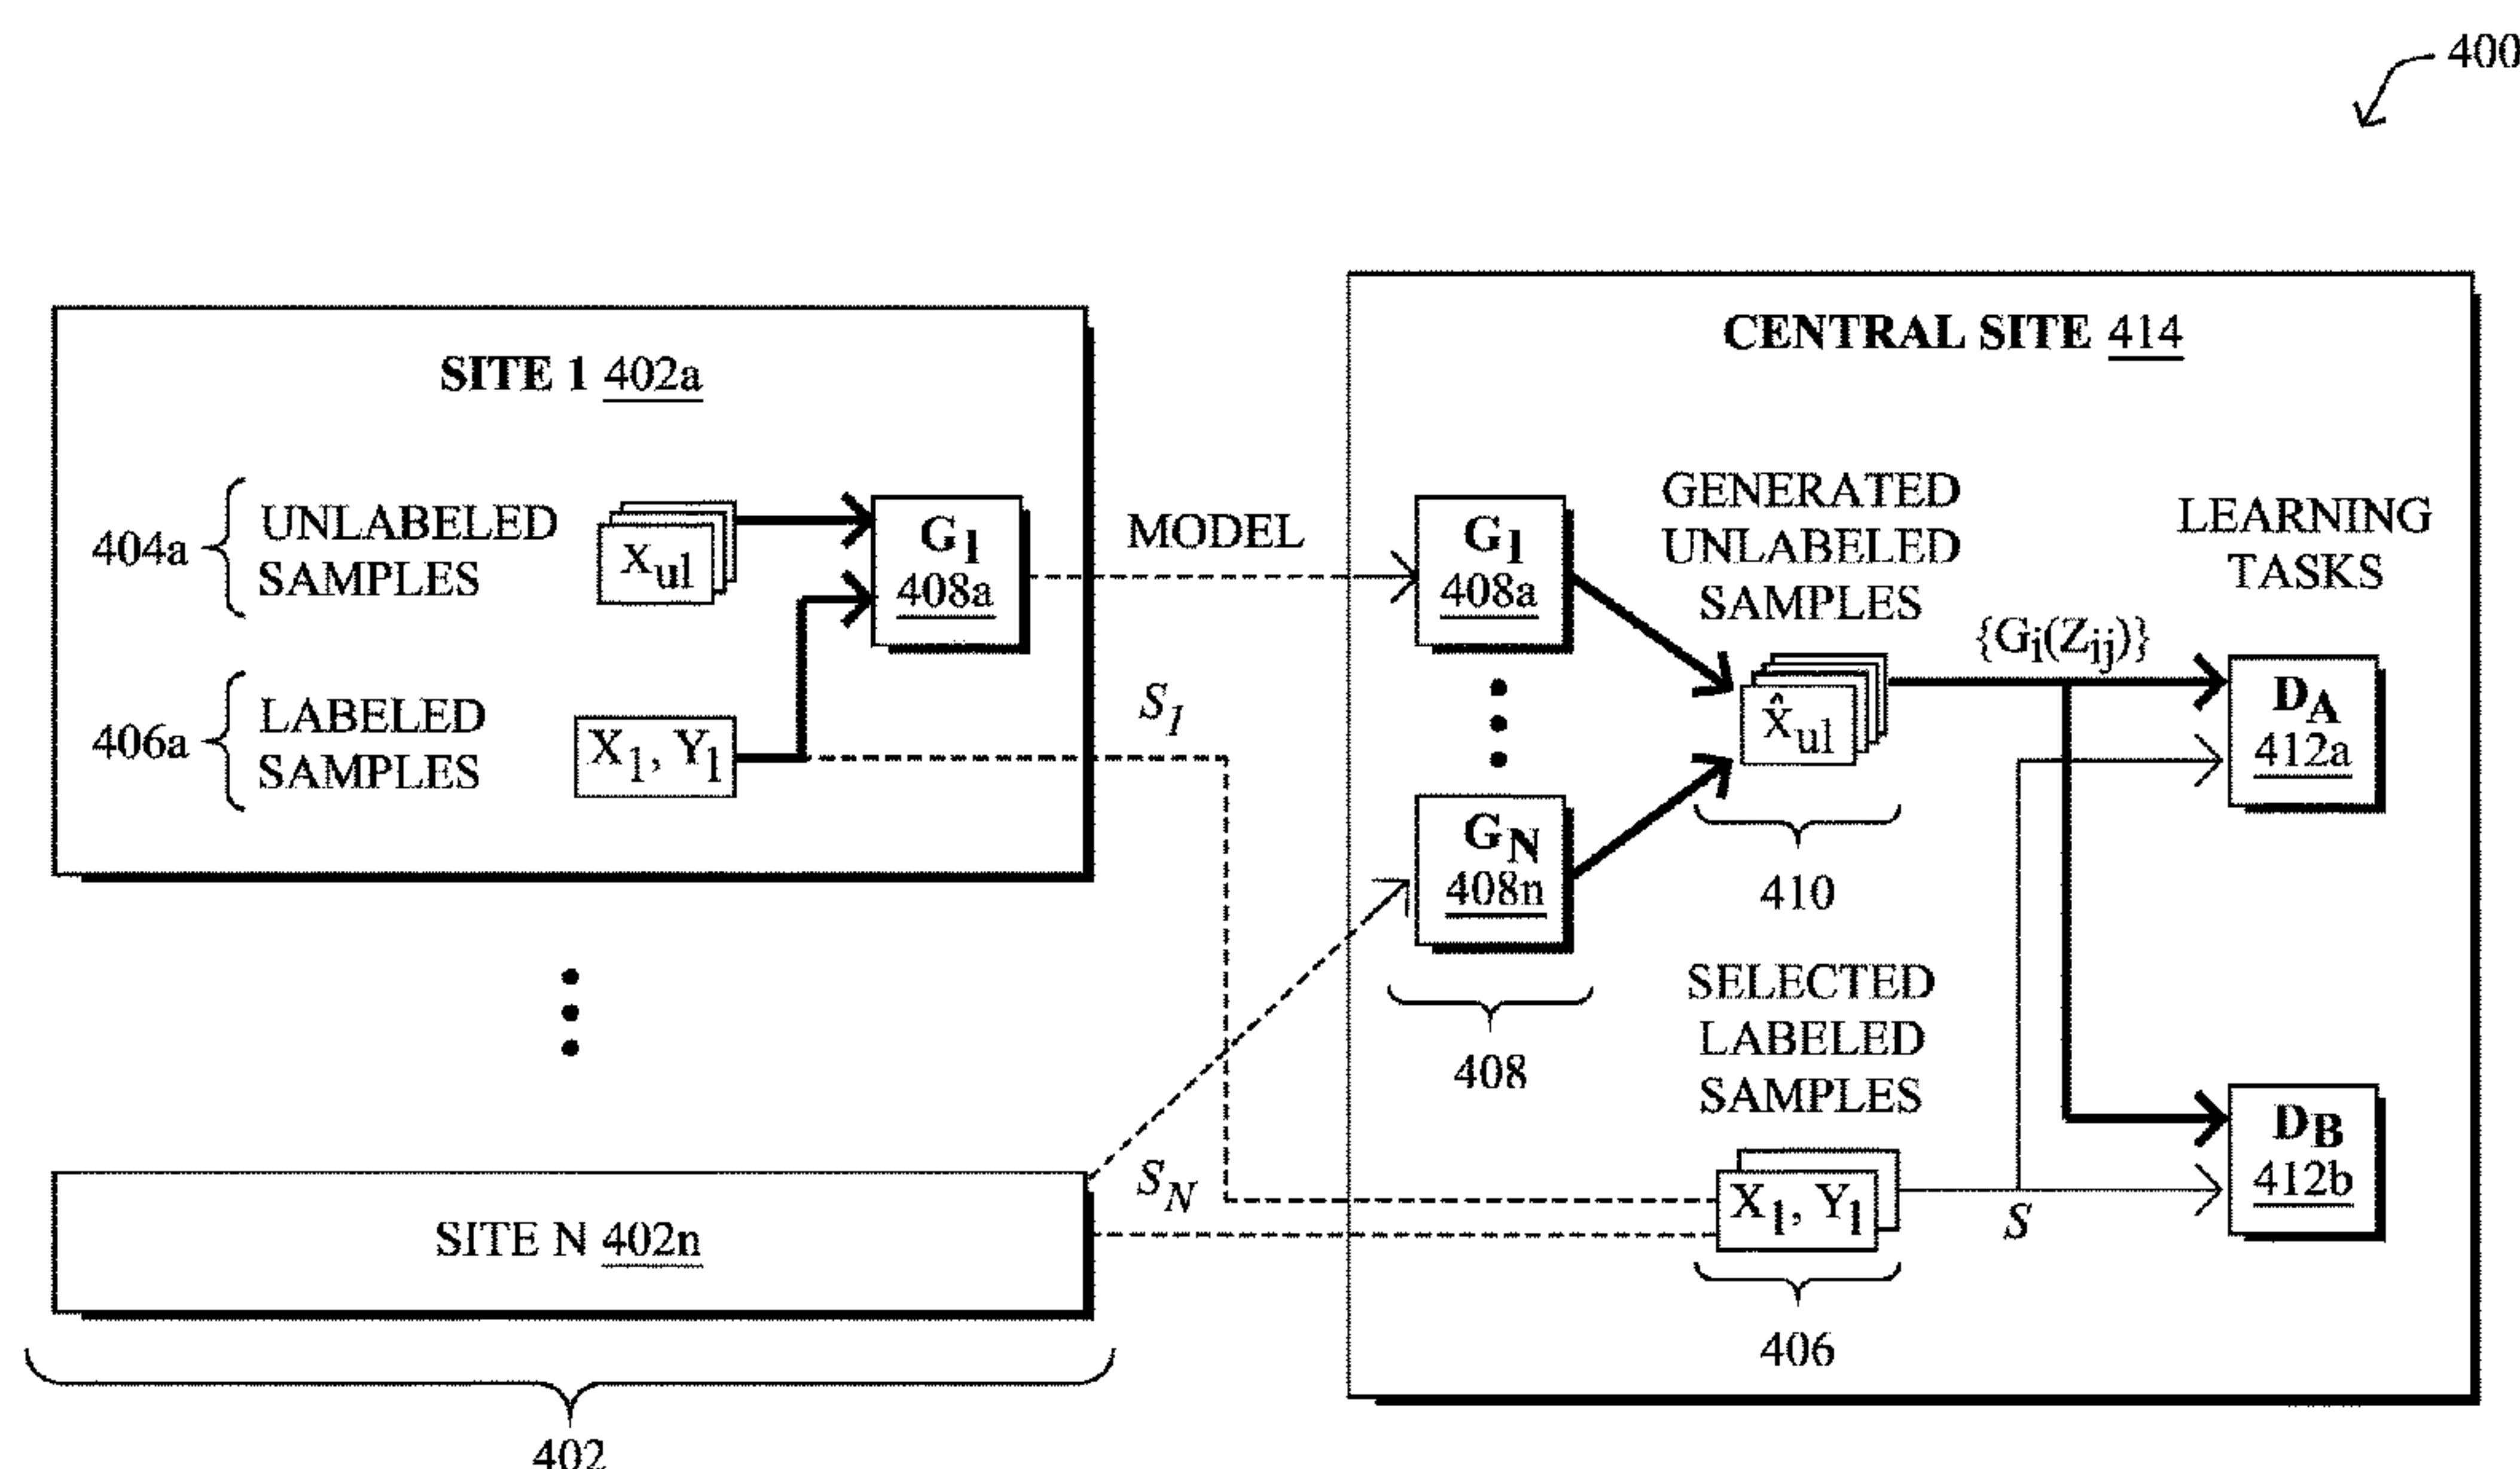 400
CENTRAL SITE 414
SITE 1 402a
404a
UNLABELED
SAMPLES
Xul
G1
408a
406a
LABELED
SAMPLES
X1, Y1
MODEL
S1
G1
408a
GENERATED
UNLABELED
SAMPLES
X̂ul
410
{Gi(Zij)}
LEARNING
TASKS
DA
412a
GN
408n
408
SELECTED
LABELED
SAMPLES
X1, Y1
406
S
DB
412b
SN
SITE N 402n
402